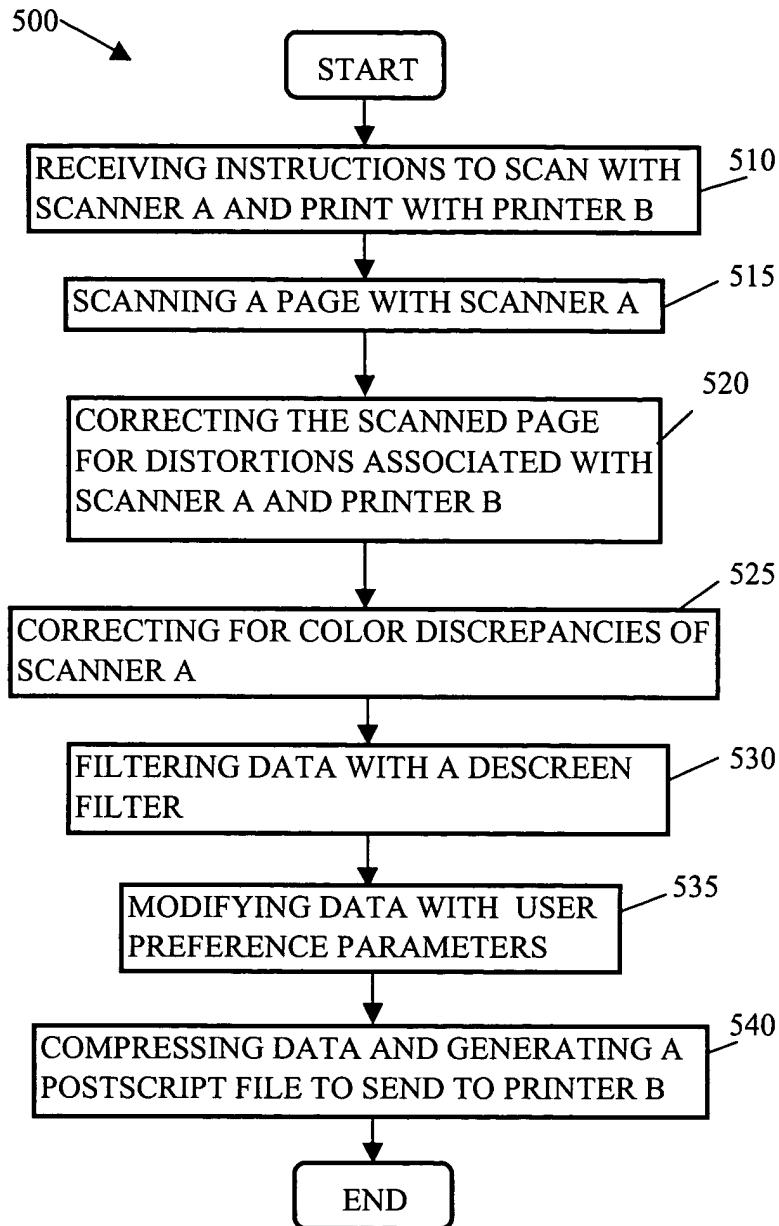 500
START
RECEIVING INSTRUCTIONS TO SCAN WITH
SCANNER A AND PRINT WITH PRINTER B
510
SCANNING A PAGE WITH SCANNER A
515
CORRECTING THE SCANNED PAGE
FOR DISTORTIONS ASSOCIATED WITH
SCANNER A AND PRINTER B
520
CORRECTING FOR COLOR DISCREPANCIES OF
SCANNER A
525
FILTERING DATA WITH A DESCREEN
FILTER
530
MODIFYING DATA WITH USER
PREFERENCE PARAMETERS
535
COMPRESSING DATA AND GENERATING A
POSTSCRIPT FILE TO SEND TO PRINTER B
540
END